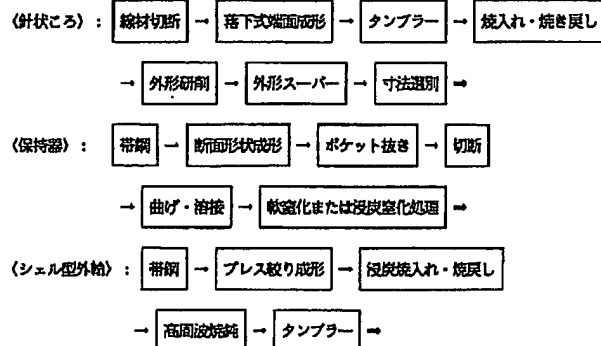 〈針状ころ〉： 線材切断 → 落下式端面成形 → タンブラー → 焼入れ・焼き戻し
→ 外形研削 → 外形スーパー → 寸法選別 ⇒
〈保持器〉： 帯鋼 → 断面形状成形 → ポケット抜き → 切断
→ 曲げ・溶接 → 軟窒化または浸炭窒化処理 ⇒
〈シェル型外輪〉： 帯鋼 → プレス絞り成形 →浸炭焼入れ・焼戻し
→ 高周波焼鈍 → タンブラー ⇒